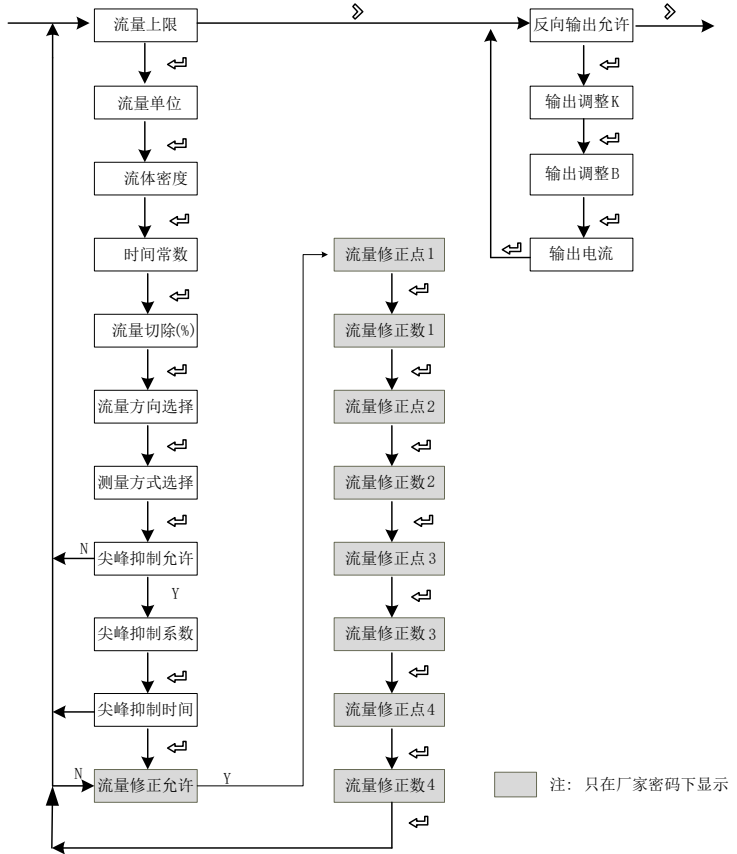 流量上限
流量单位
流体密度
时间常数
流量切除(%)
流量方向选择
测量方式选择
N
尖峰抑制允许
Y
尖峰抑制系数
尖峰抑制时间
N
流量修正允许
Y
流量修正点1
流量修正数1
流量修正点2
流量修正数2
流量修正点3
流量修正数3
流量修正点4
流量修正数4
反向输出允许
输出调整K
输出调整B
输出电流
注: 只在厂家密码下显示